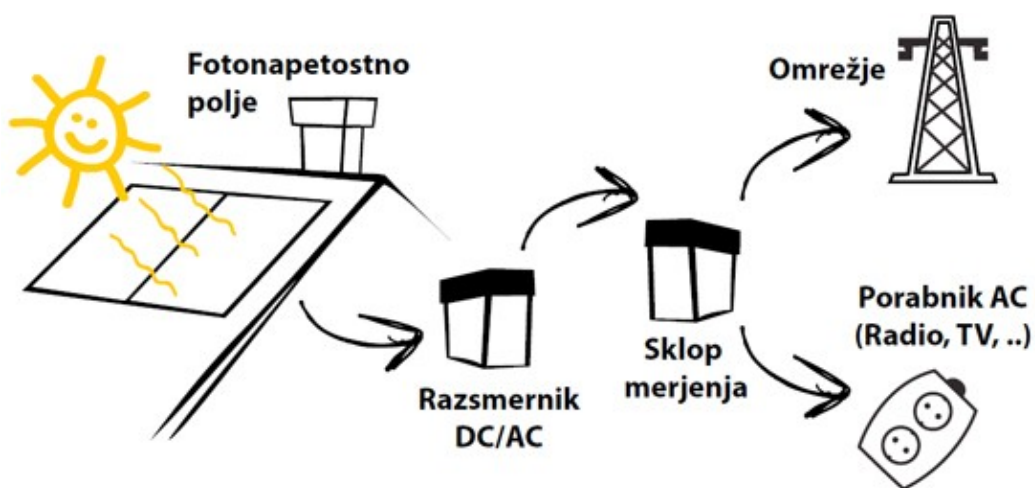 Fotonapetostno
polje
Omrežje
Razsmernik
DC/AC
Sklop
merjenja
Porabnik AC
(Radio, TV, ..)